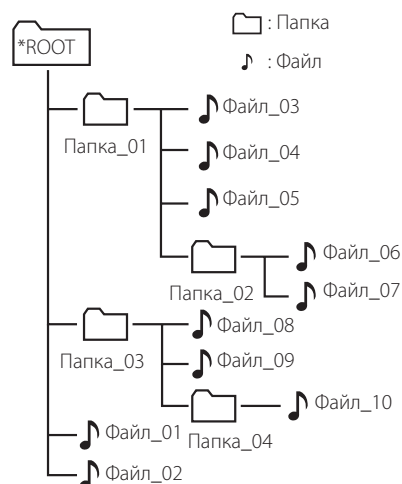 *ROOT
: Папка
: Файл
Файл_03
Папка_01
Файл_04
Файл_05
Файл_06
Папка_02
Файл_07
Файл_08
Папка_03
Файл_09
Файл_10
Файл_01
Папка_04
Файл_02